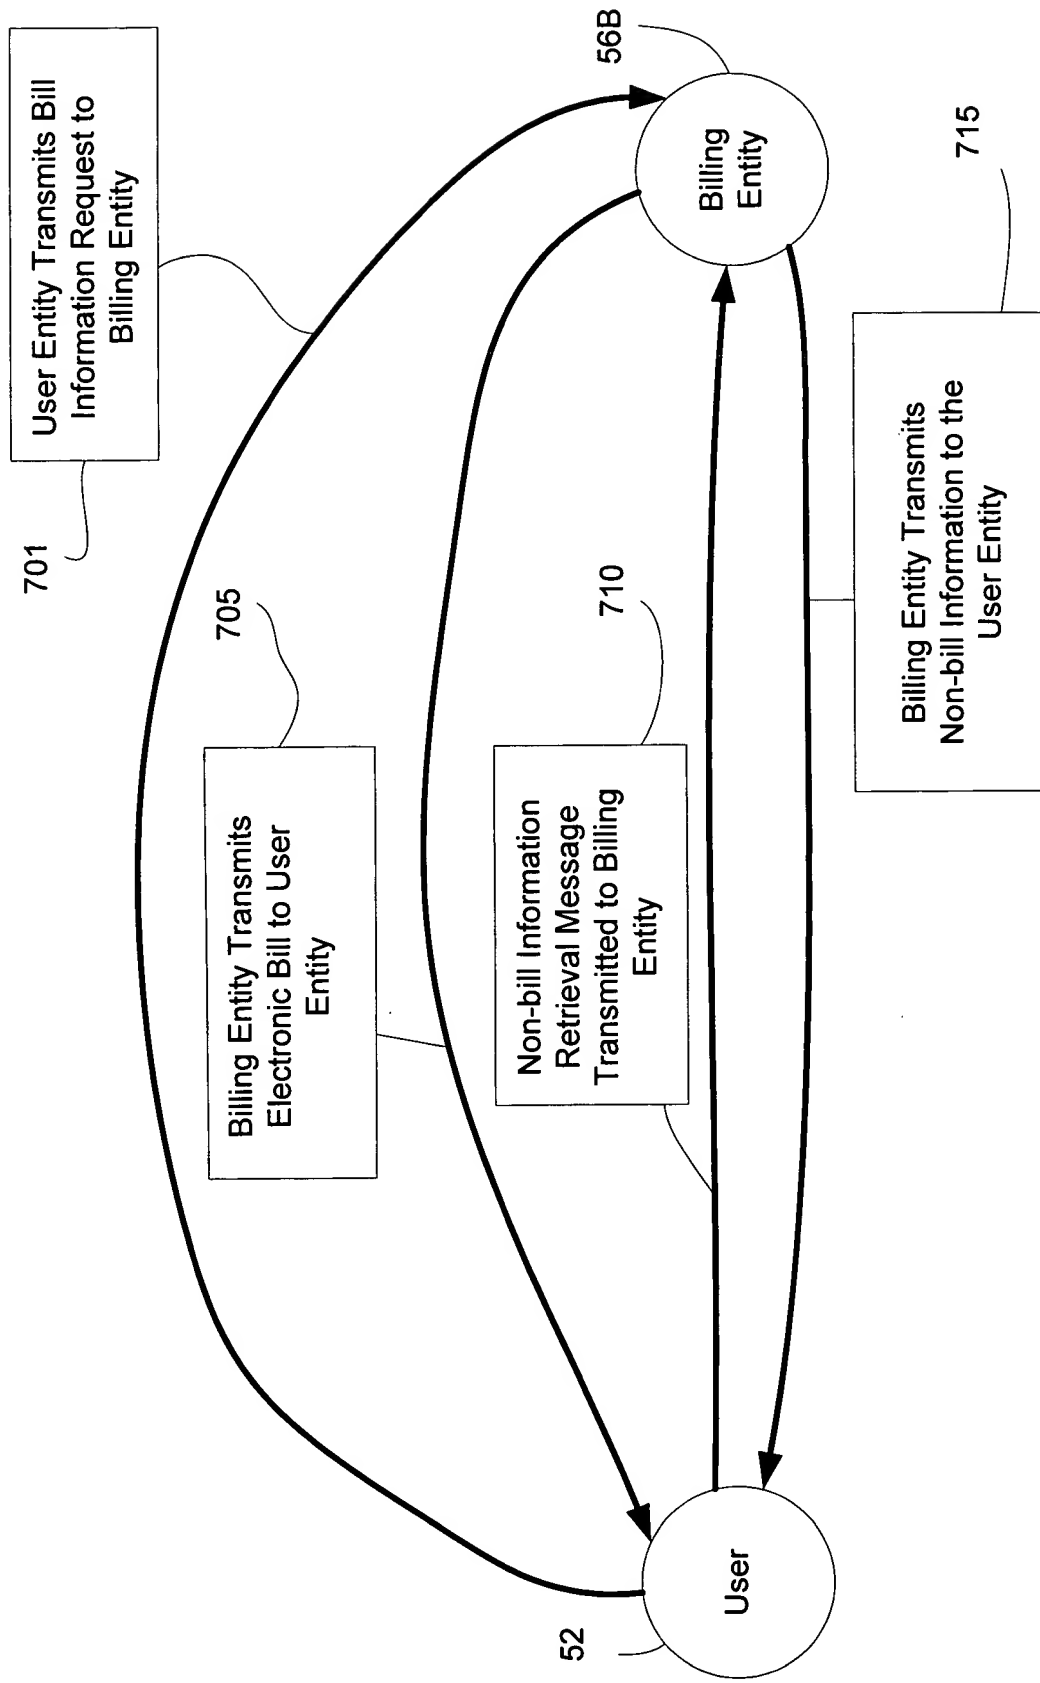 701
User Entity Transmits Bill
Information Request to
Billing Entity
705
Billing Entity Transmits
Electronic Bill to User
Entity
710
Non-bill Information
Retrieval Message
Transmitted to Billing
Entity
52
User
56B
Billing
Entity
715
Billing Entity Transmits
Non-bill Information to the
User Entity